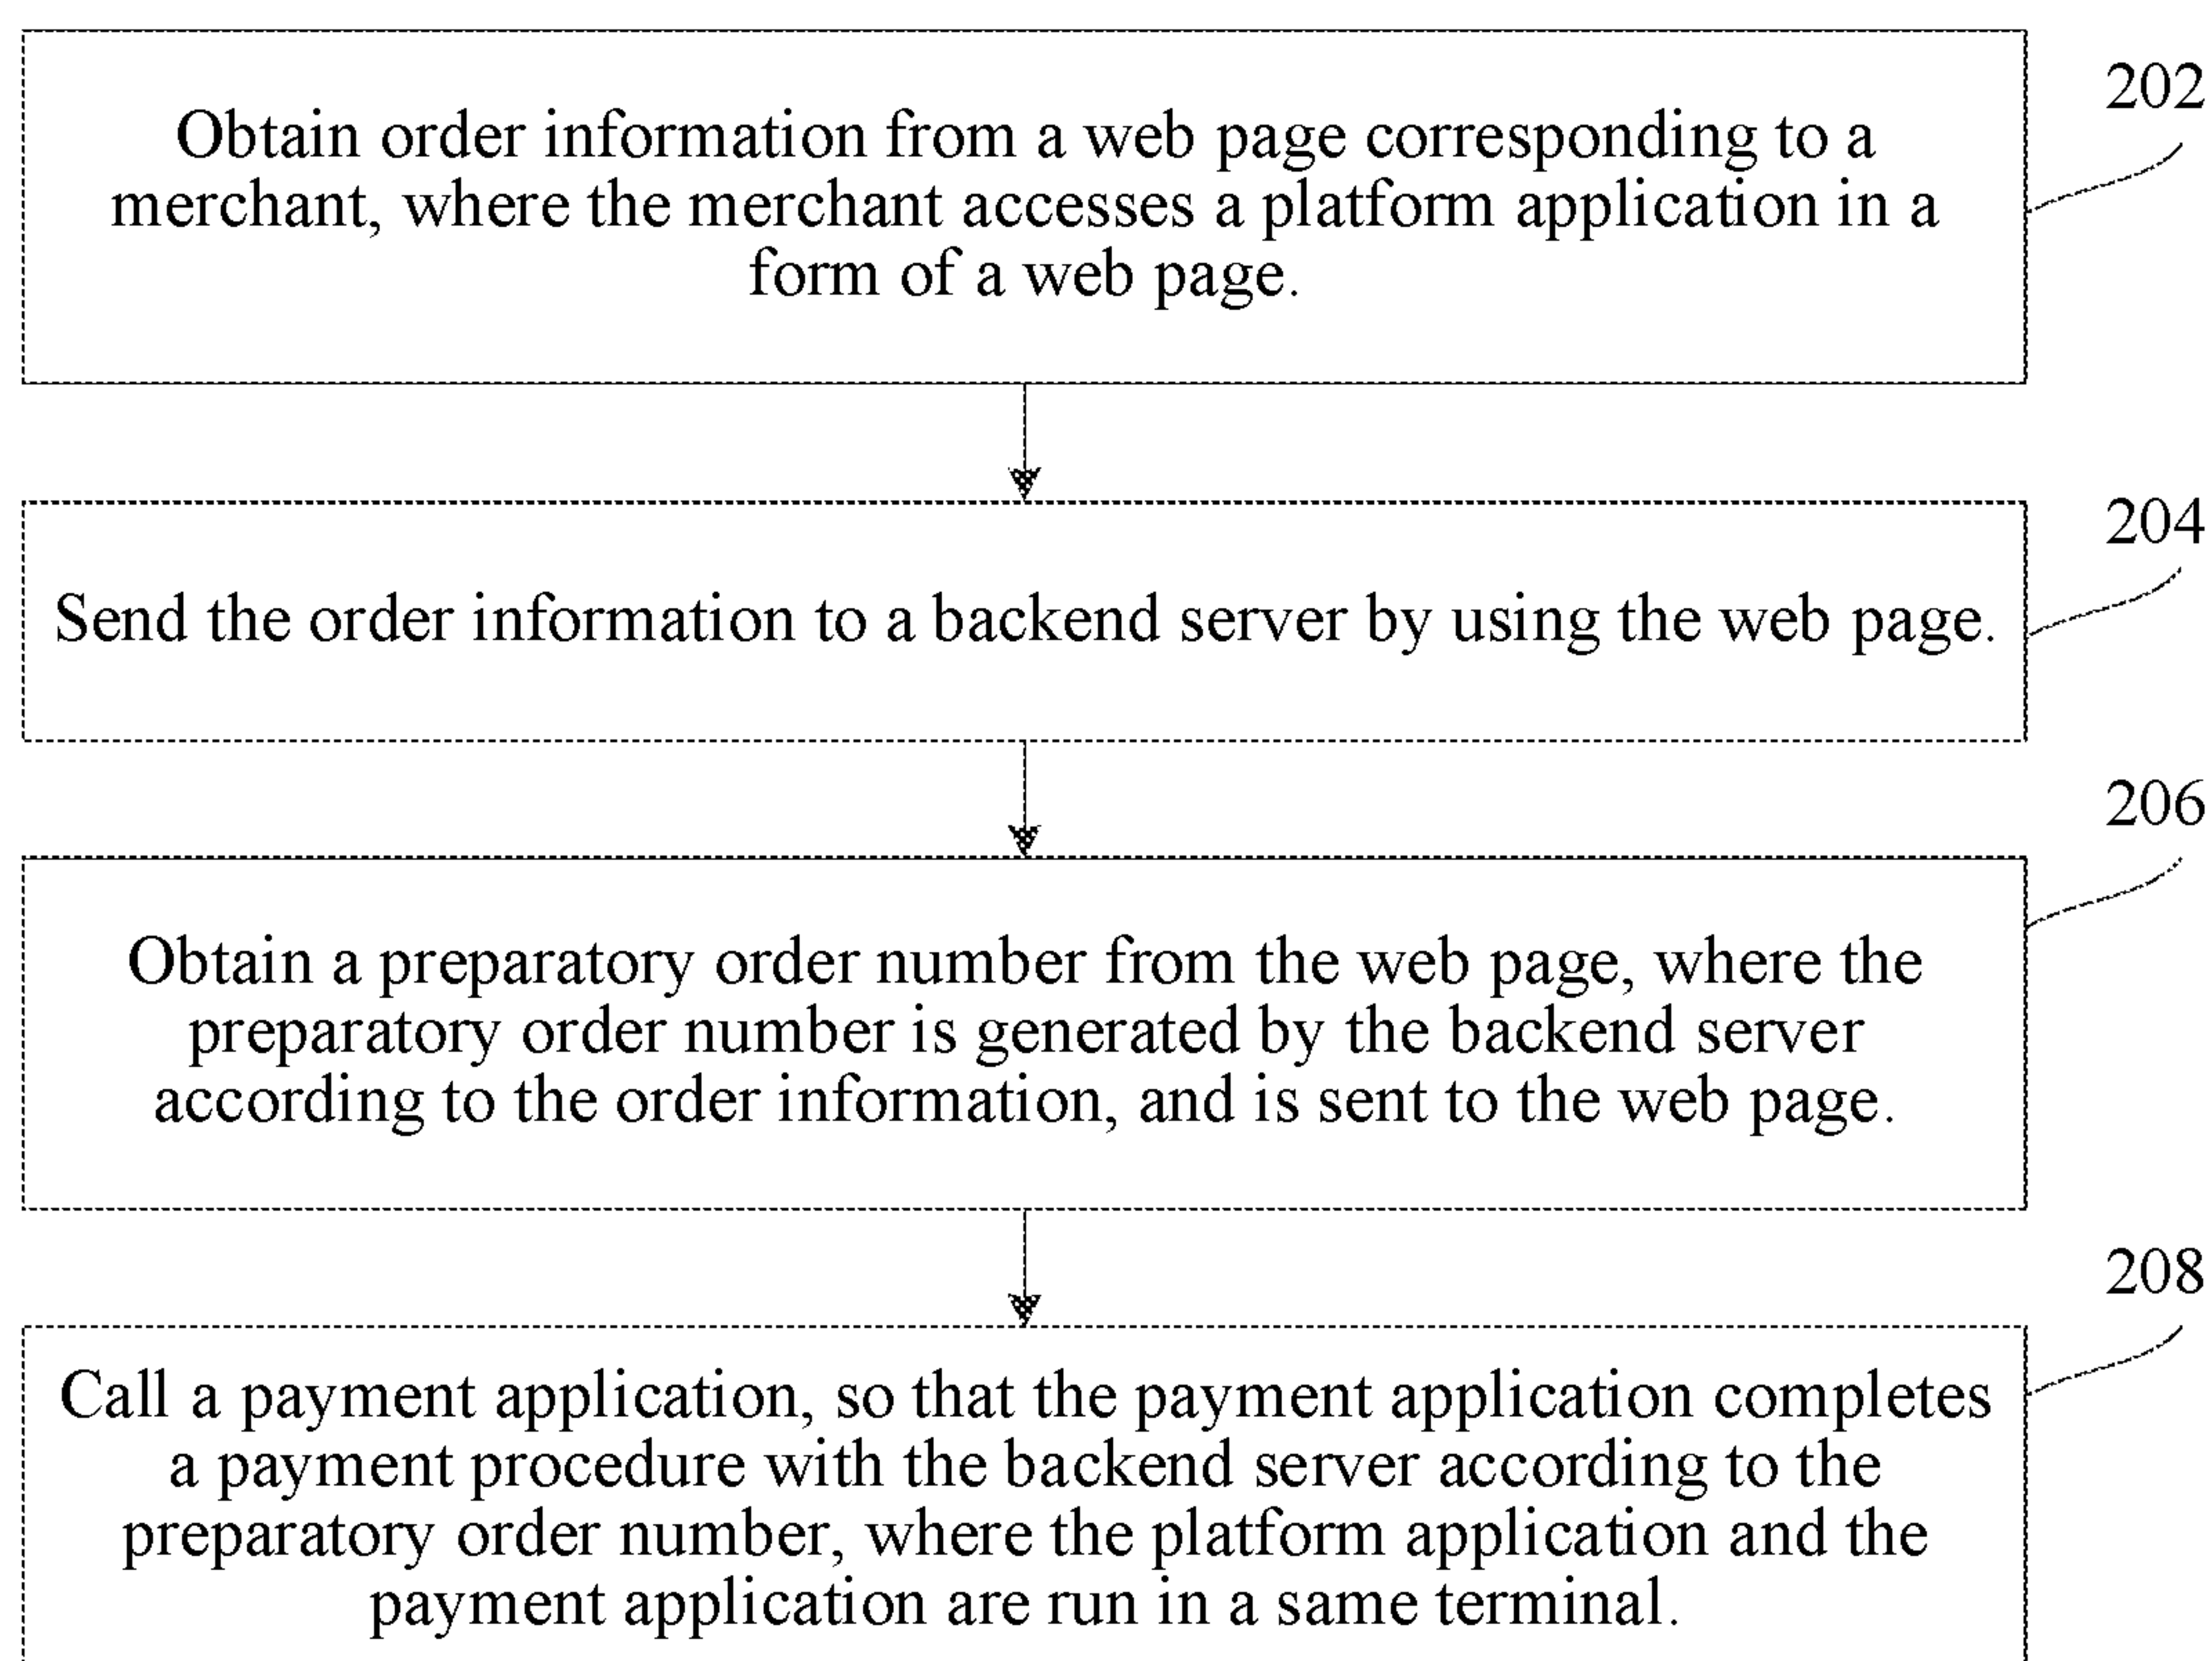 202
Obtain order information from a web page corresponding to a
merchant, where the merchant accesses a platform application in a
form of a web page.
204
Send the order information to a backend server by using the web page.
206
Obtain a preparatory order number from the web page, where the
preparatory order number is generated by the backend server
according to the order information, and is sent to the web page.
208
Call a payment application, so that the payment application completes
a payment procedure with the backend server according to the
preparatory order number, where the platform application and the
payment application are run in a same terminal.